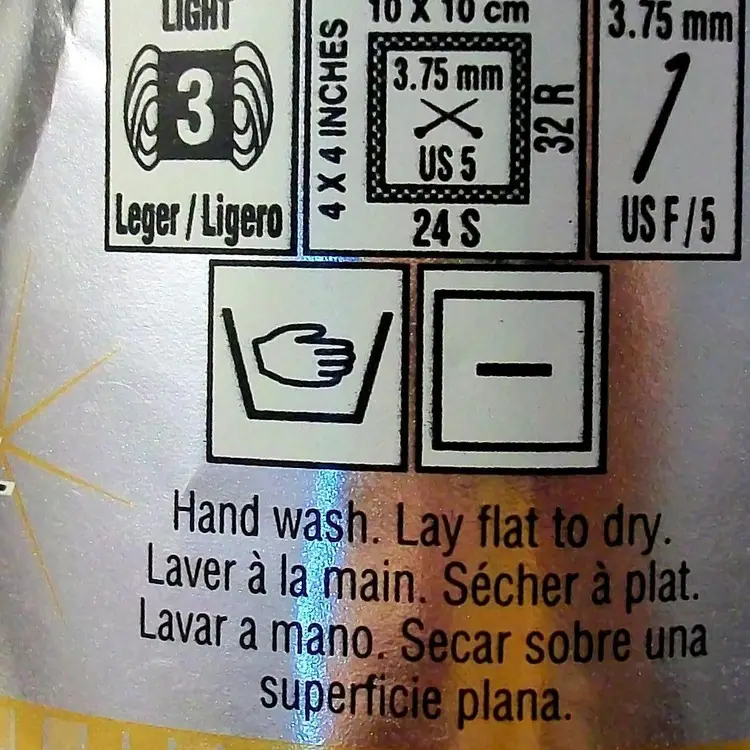 LIGHT
3
Leger / Ligero
10 X 10 cm
4 X 4 INCHES
3.75 mm
US 5
32 R
24 S
3.75 mm
US F/5
Hand wash. Lay flat to dry.
Laver à la main. Sécher à plat.
Lavar a mano. Secar sobre una
superficie plana.